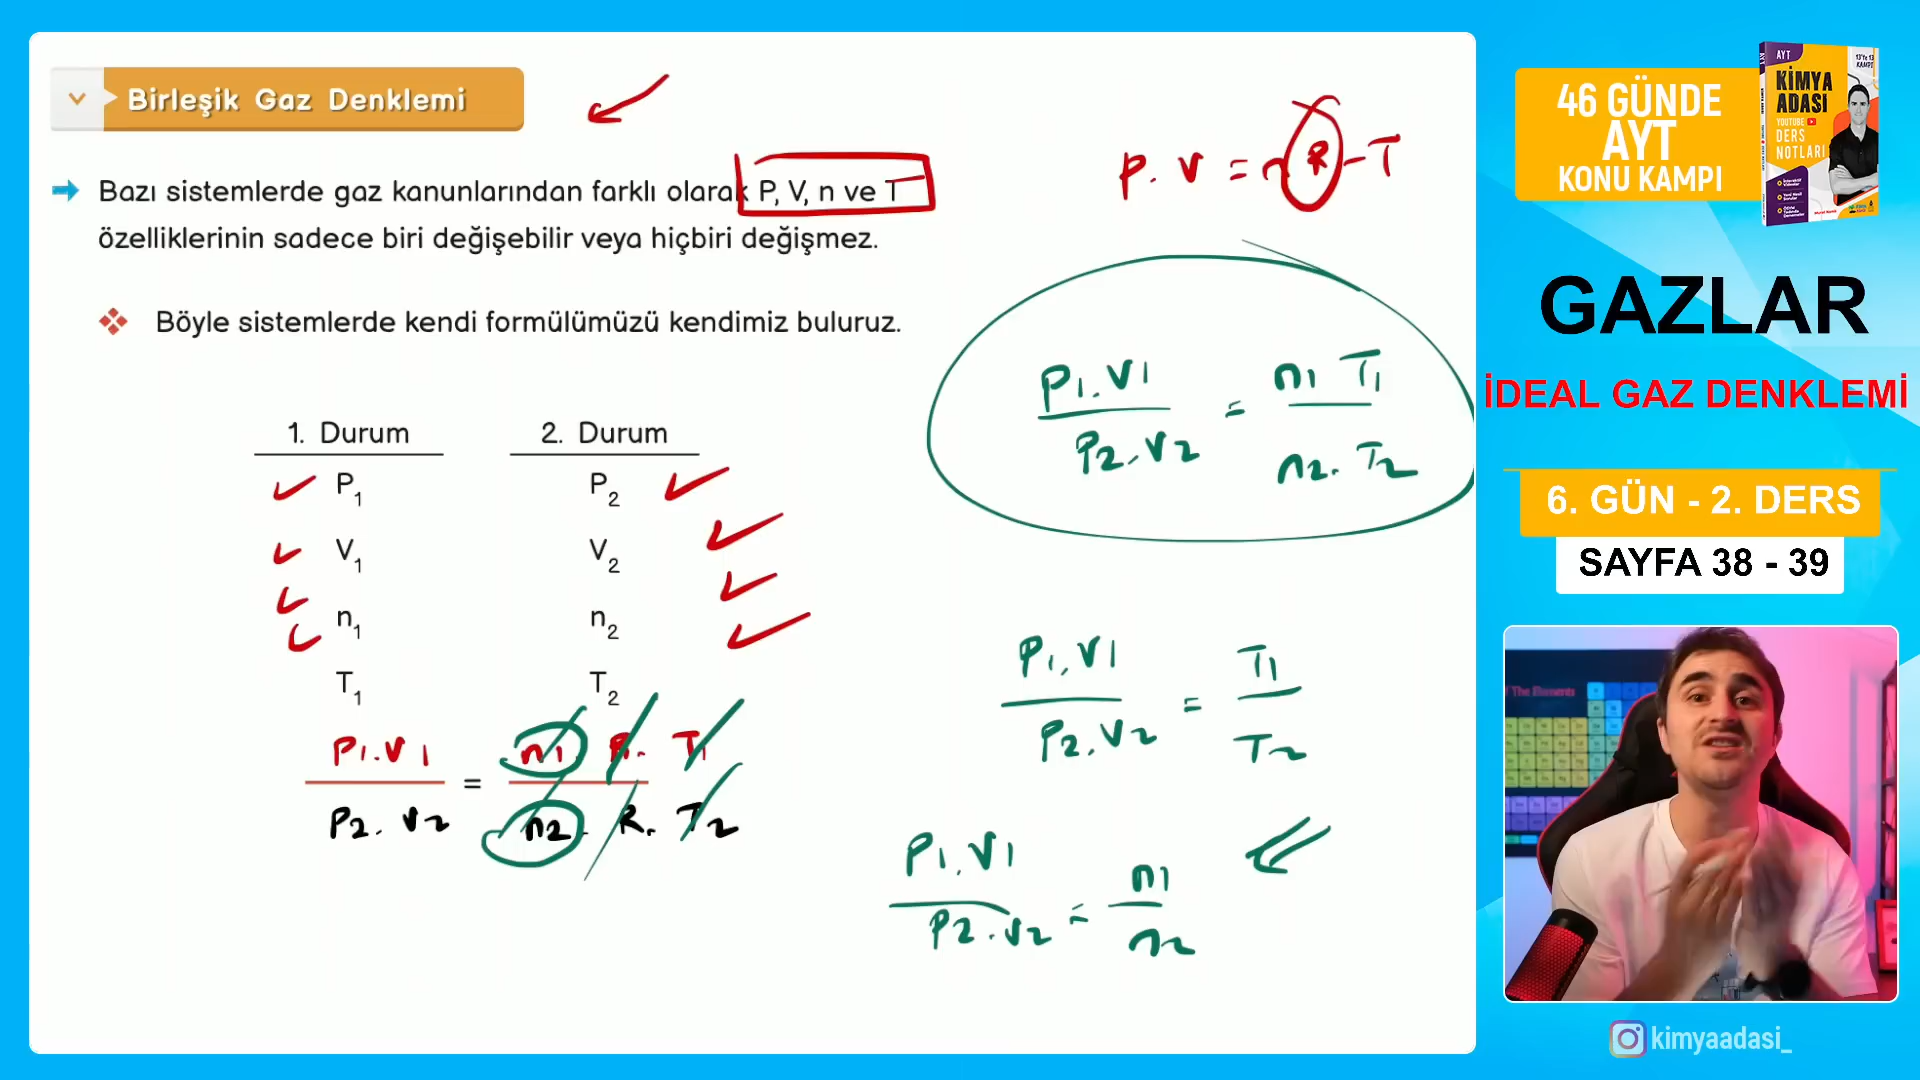 Birleşik Gaz Denklemi
Bazı sistemlerde gaz kanunlarından farklı olarak P, V, n ve T
özelliklerinin sadece biri değişebilir veya hiçbiri değişmez.
Böyle sistemlerde kendi formülümüzü kendimiz buluruz.
1. Durum 2. Durum
P₁ P₂
V₁ V₂
n₁ n₂
T₁ T₂
P1.V1 = n1. R. T1
P2.V2 n2. R. T2
P.V = n R-T
P1.V1 = n1 T1
P2.V2 n2.T2
P1.V1 = T1
P2.V2 T2
P1.V1 = n1
P2.V2 n2
46 GÜNDE
AYT
KONU KAMPI
AYT
KİMYA
ADASI
YOUTUBE
DERS
NOTLARI
GAZLAR
İDEAL GAZ DENKLEMİ
6. GÜN - 2. DERS
SAYFA 38 - 39
The Elements
kimyaadasi_